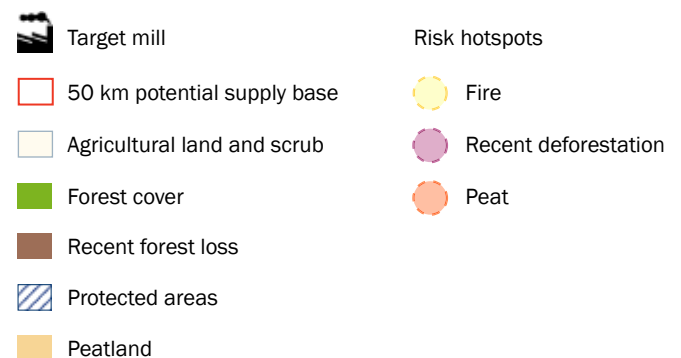 Target mill
50 km potential supply base
Agricultural land and scrub
Forest cover
Recent forest loss
Protected areas
Peatland
Risk hotspots
Fire
Recent deforestation
Peat